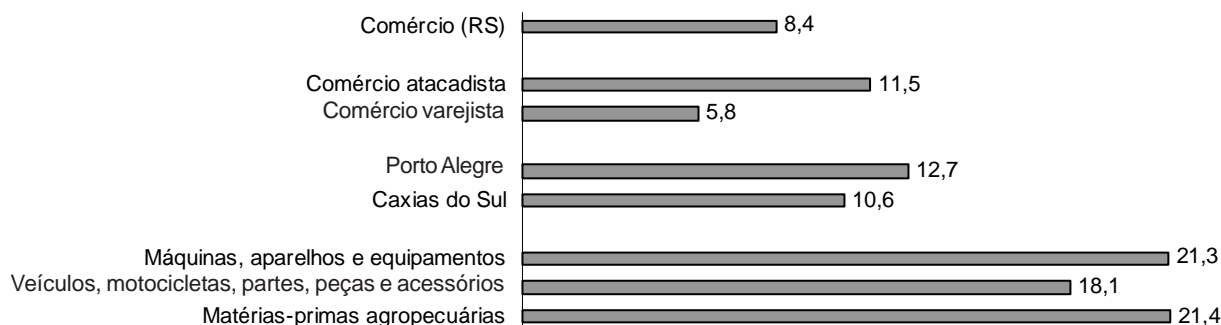 Comércio (RS) 8,4
Comércio atacadista 11,5
Comércio varejista 5,8
Porto Alegre 12,7
Caxias do Sul 10,6
Máquinas, aparelhos e equipamentos 21,3
Veículos, motocicletas, partes, peças e acessórios 18,1
Matérias-primas agropecuárias 21,4